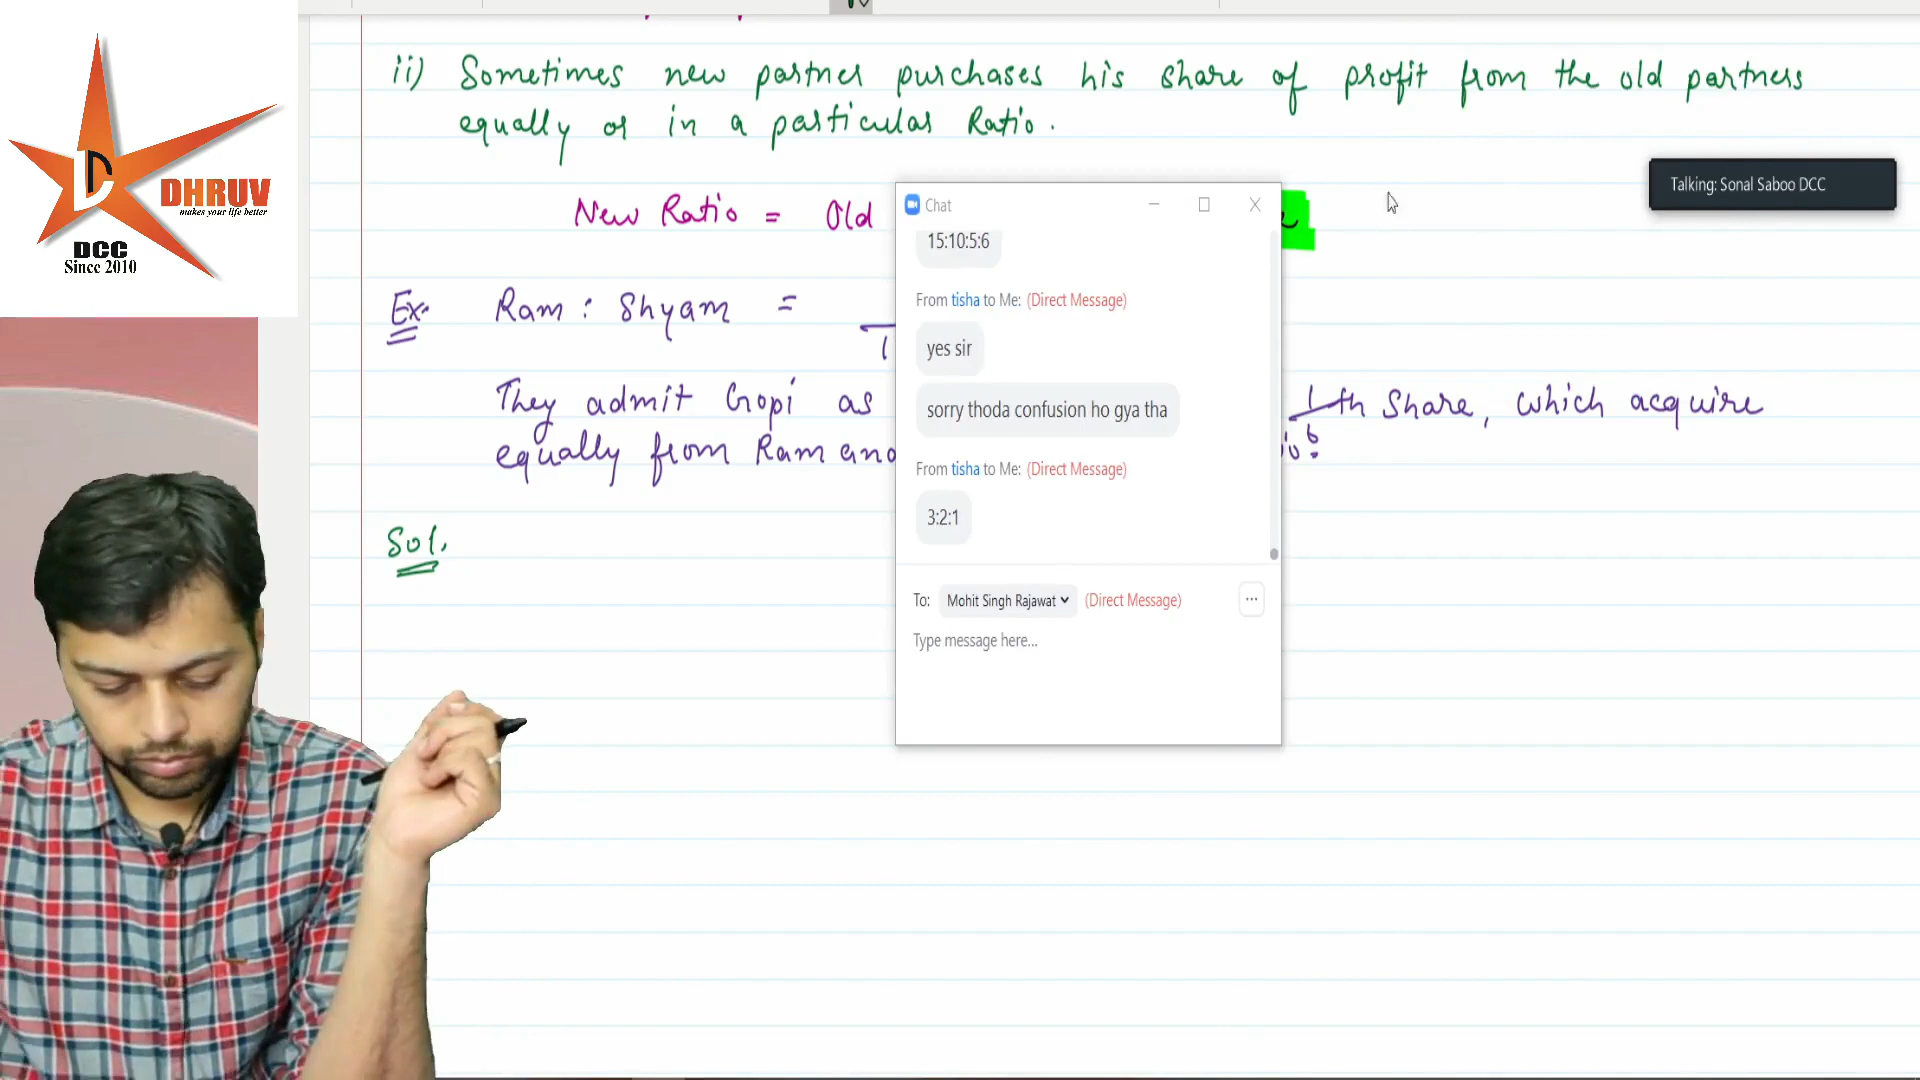 ii) Sometimes new partner purchases his share of profit from the old partners
equally or in a particular Ratio.
DHRUV
makes your life better
DCC
Since 2010
Talking: Sonal Saboo DCC
New Ratio = Old
Chat
15:10:5:6
From tisha to Me: (Direct Message)
yes sir
sorry thoda confusion ho gya tha
From tisha to Me: (Direct Message)
3:2:1
To: Mohit Singh Rajawat (Direct Message)
Type message here...
Ex. Ram : Shyam =
They admit Gopi as
1/6 th Share, which acquire
equally from Ram and
Sol.